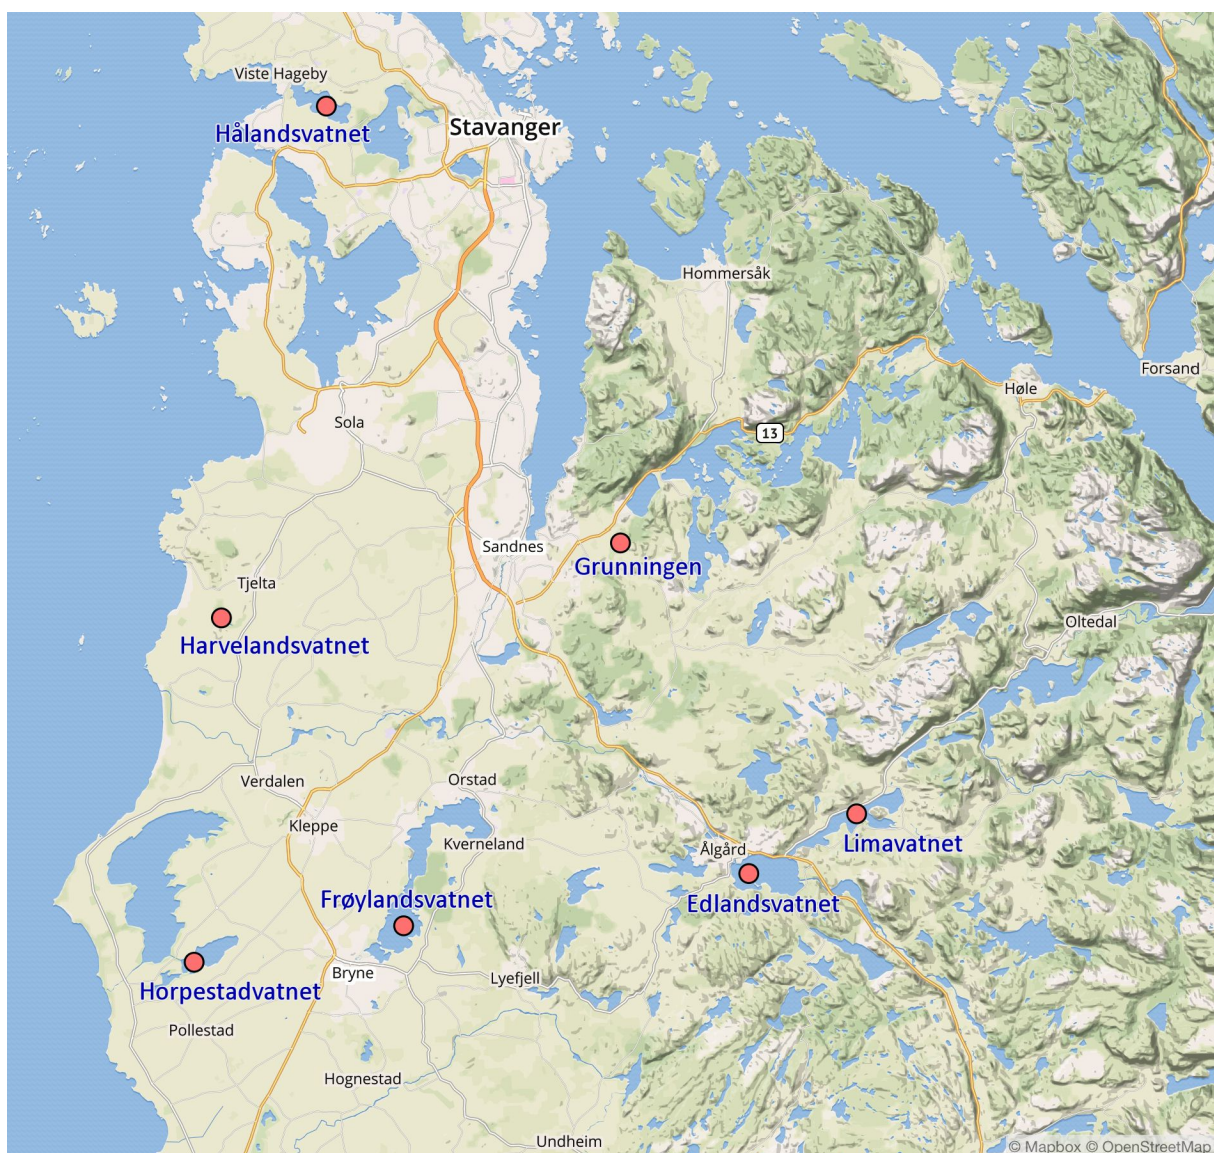 Viste Hageby
Hålandsvatnet
Stavanger
Hommersåk
Forsand
Høle
Sola
13
Sandnes
Grunningen
Tjelta
Oltedal
Harvelandsvatnet
Verdalen
Orstad
Kleppe
Kverneland
Ålgård
Limavatnet
Frøylandsvatnet
Edlandsvatnet
Bryne
Lyefjell
Horpestadvatnet
Pollestad
Hognestad
Undheim
© Mapbox © OpenStreetMap